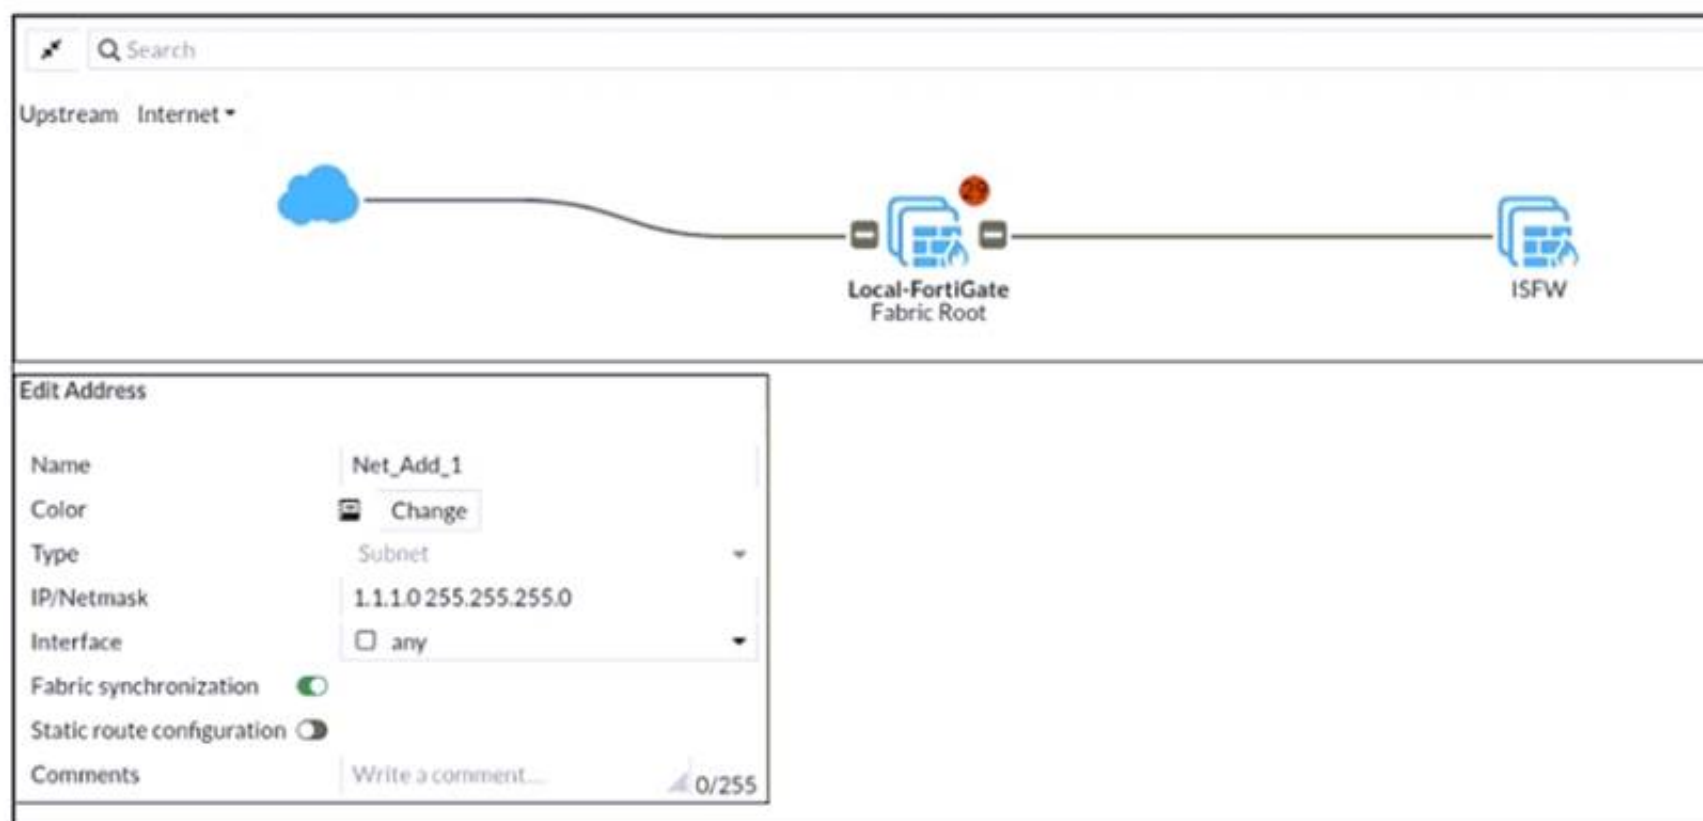 Search
Upstream Internet
29
Local-FortiGate
Fabric Root
ISFW
Edit Address
Name Net_Add_1
Color Change
Type Subnet
IP/Netmask 1.1.1.0 255.255.255.0
Interface any
Fabric synchronization
Static route configuration
Comments Write a comment... 0/255